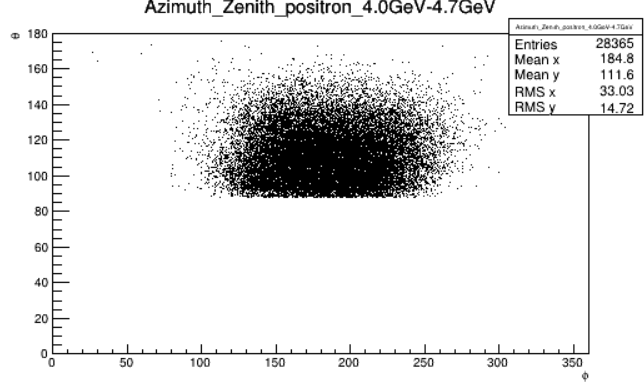 Azimuth_Zenith_positron_4.0GeV-4.7GeV
Azimuth_Zenith_positron_4.0GeV-4.7GeV
Entries 28365
Mean x 184.8
Mean y 111.6
RMS x 33.03
RMS y 14.72
θ
180
160
140
120
100
80
60
40
20
0
0 50 100 150 200 250 300 350
ϕ